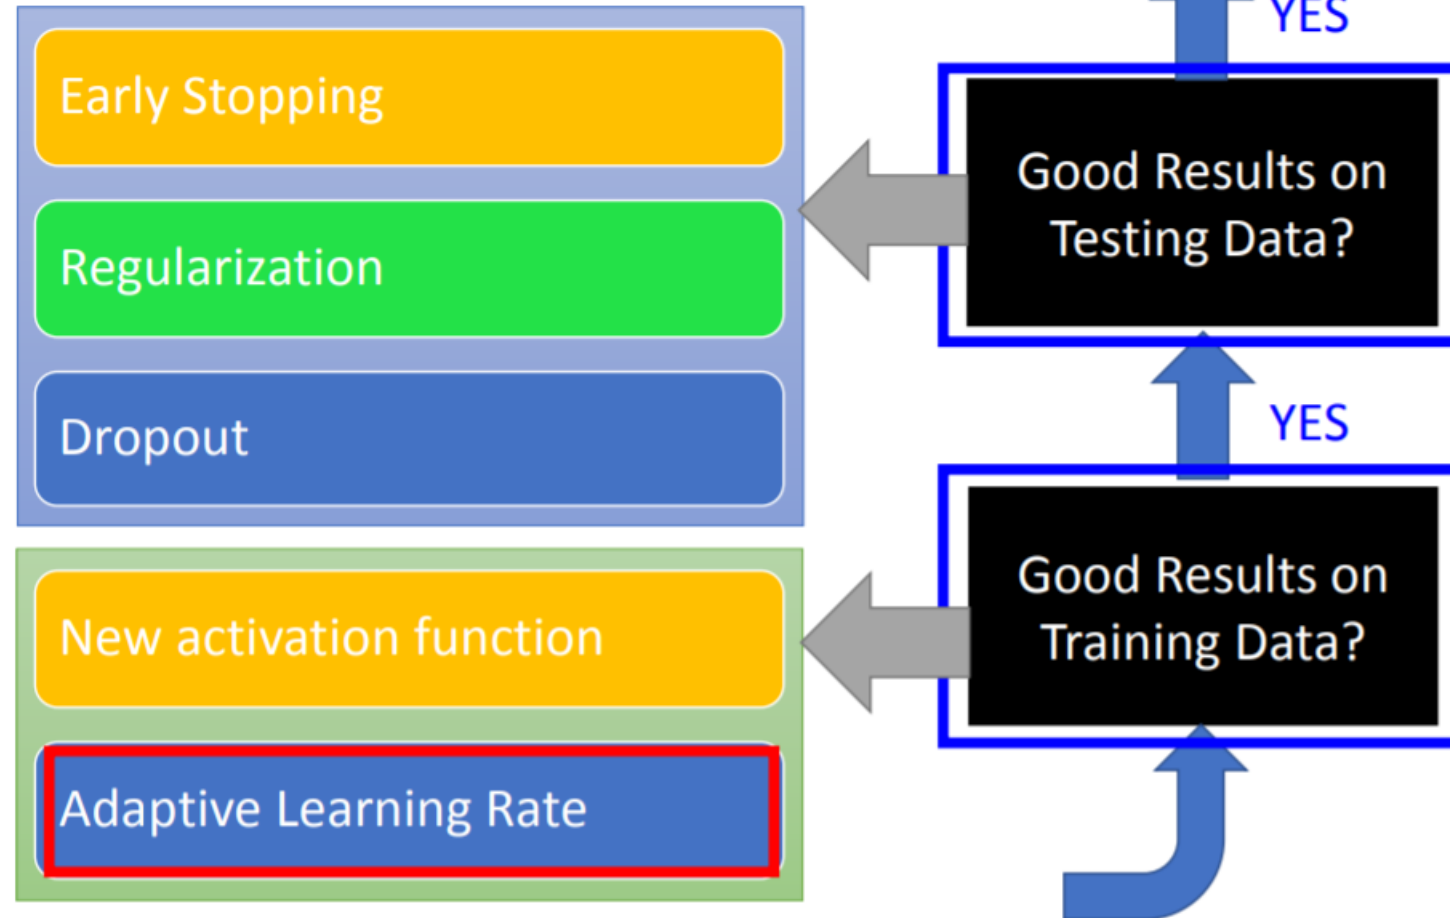 YES
Early Stopping
Good Results on
Testing Data?
Regularization
Dropout
YES
New activation function
Good Results on
Training Data?
Adaptive Learning Rate